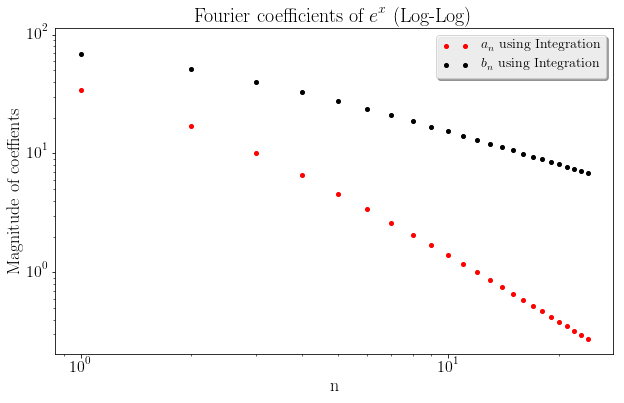 Fourier coefficients of e^x (Log-Log)
a_n using Integration
b_n using Integration
Magnitude of coeffients
10^2
10^1
10^0
10^0 10^1
n